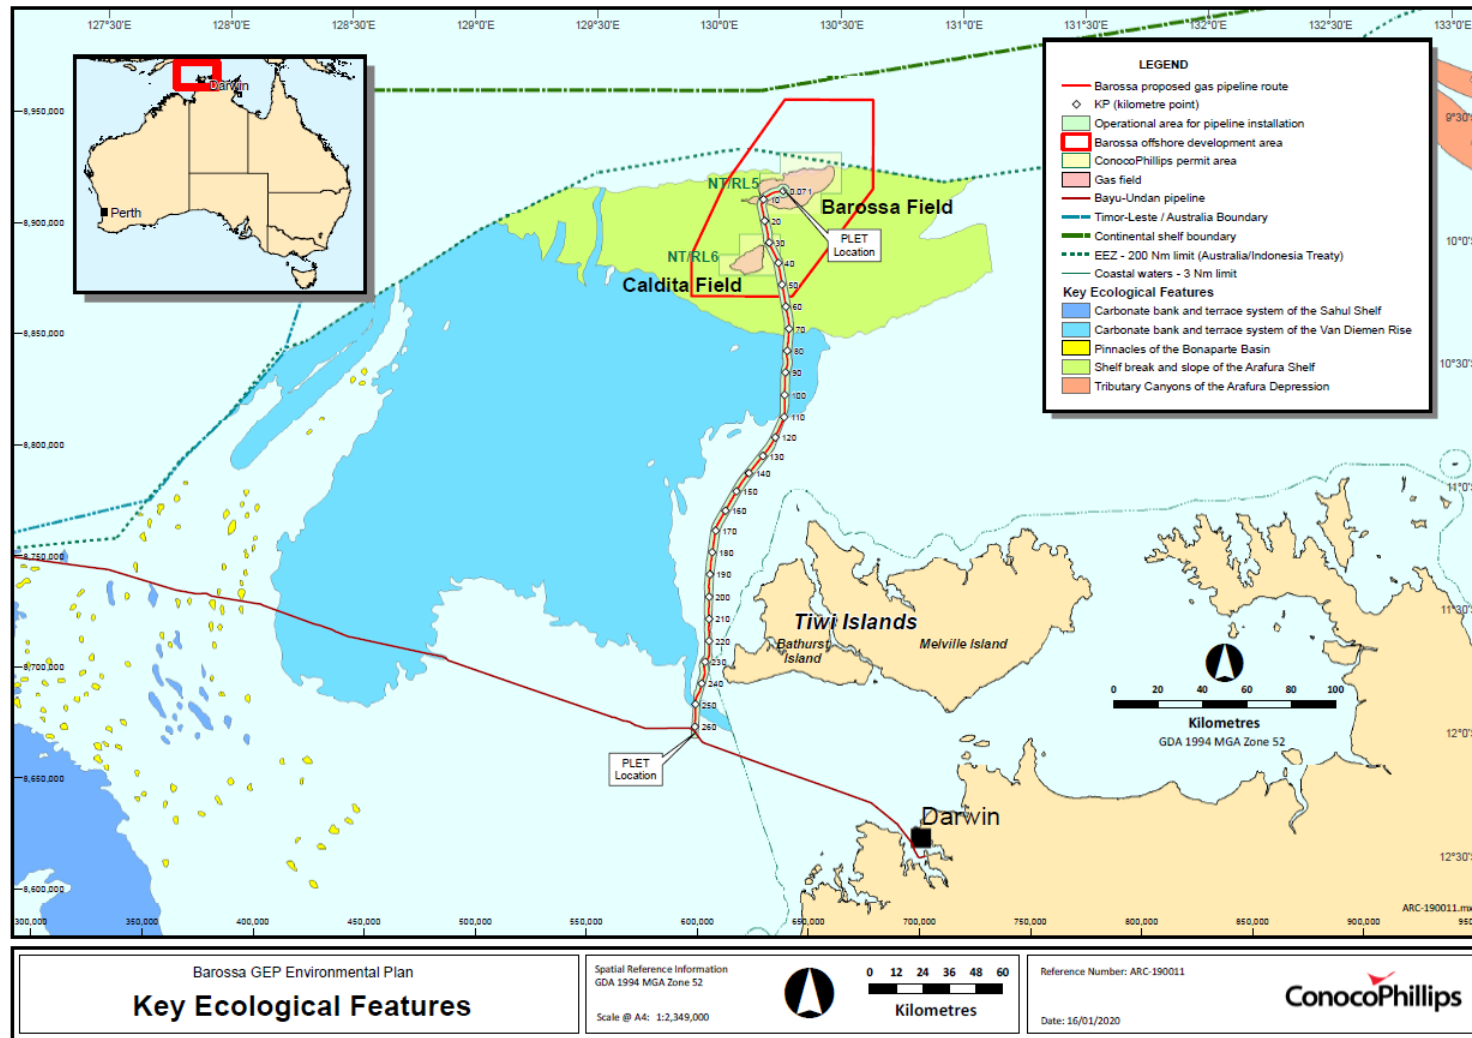 127°30'E 128°0'E 128°30'E 129°0'E 129°30'E 130°0'E 130°30'E 131°0'E 131°30'E 132°0'E 132°30'E 133°0'E
Darwin
Perth
LEGEND
Barossa proposed gas pipeline route
KP (kilometre point)
Operational area for pipeline installation
Barossa offshore development area
ConocoPhillips permit area
Gas field
Bayu-Undan pipeline
Timor-Leste / Australia Boundary
Continental shelf boundary
EEZ - 200 Nm limit (Australia/Indonesia Treaty)
Coastal waters - 3 Nm limit
Key Ecological Features
Carbonate bank and terrace system of the Sahul Shelf
Carbonate bank and terrace system of the Van Diemen Rise
Pinnacles of the Bonaparte Basin
Shelf break and slope of the Arafura Shelf
Tributary Canyons of the Arafura Depression
8,950,000
9°30'S
NT/RL5
0.071
10
Barossa Field
8,900,000
20
PLET
Location
30
10°0'S
NT/RL6
40
Caldita Field
50
60
70
8,850,000
80
10°30'S
90
100
110
120
8,800,000
130
140
150
11°0'S
160
170
8,750,000
180
190
200
11°30'S
210
Tiwi Islands
220
Bathurst
Island
Melville Island
230
8,700,000
240
0 20 40 60 80 100
250
Kilometres
260
12°0'S
GDA 1994 MGA Zone 52
PLET
Location
8,650,000
Darwin
12°30'S
8,600,000
ARC-190011.mx
300,000 350,000 400,000 450,000 500,000 550,000 600,000 650,000 700,000 750,000 800,000 850,000 900,000 950
Barossa GEP Environmental Plan
Key Ecological Features
Spatial Reference Information
GDA 1994 MGA Zone 52
Scale @ A4: 1:2,349,000
0 12 24 36 48 60
Kilometres
Reference Number: ARC-190011
Date: 16/01/2020
ConocoPhillips